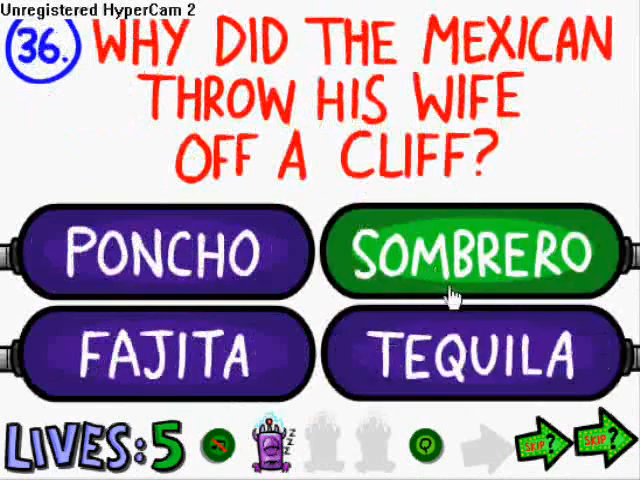 Unregistered HyperCam 2
36. WHY DID THE MEXICAN
THROW HIS WIFE
OFF A CLIFF?
PONCHO
SOMBRERO
FAJITA
TEQUILA
LIVES:5
Z Z Z
SKIP?
SKIP?